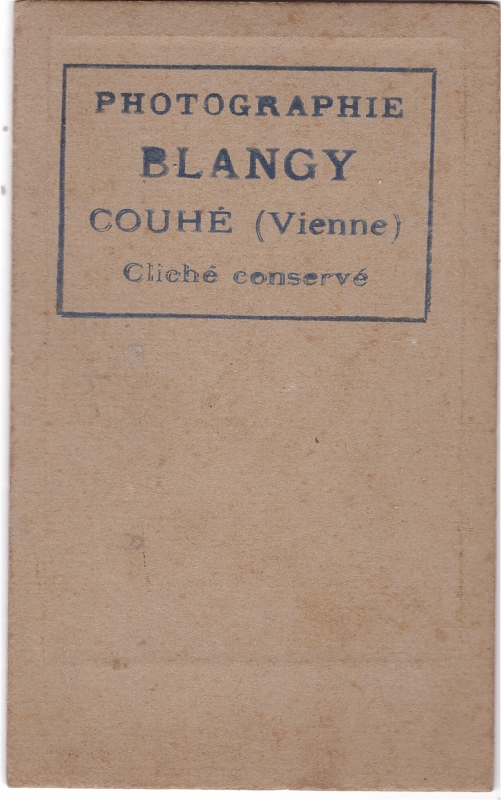 PHOTOGRAPHIE
BLANGY
COUHÉ (Vienne)
Cliché conservé